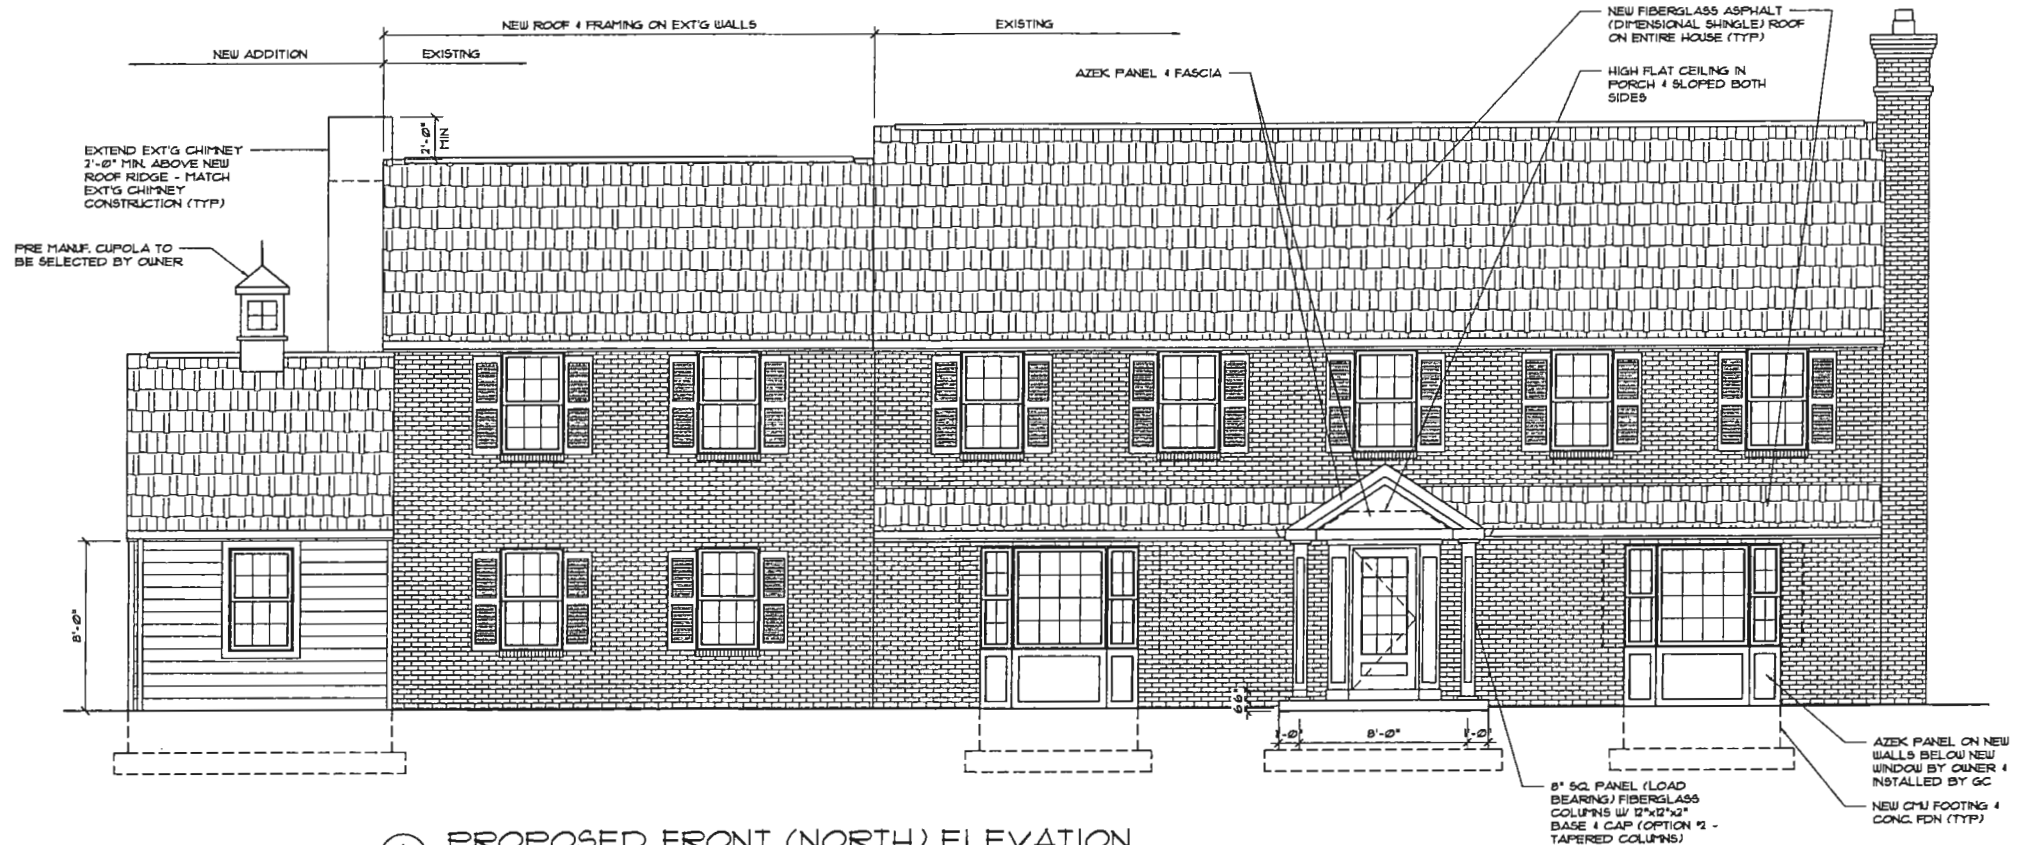 NEW ROOF & FRAMING ON EXT'G WALLS
EXISTING
NEW ADDITION
EXISTING
NEW FIBERGLASS ASPHALT
(DIMENSIONAL SHINGLE) ROOF
ON ENTIRE HOUSE (TYP)
AZEK PANEL & FASCIA
HIGH FLAT CEILING IN
PORCH & SLOPED BOTH
SIDES
2'-0"
MIN
EXTEND EXT'G CHIMNEY
2'-0" MIN. ABOVE NEW
ROOF RIDGE - MATCH
EXT'G CHIMNEY
CONSTRUCTION (TYP)
PRE MANUF. CUPOLA TO
BE SELECTED BY OWNER
8'-0"
6" 6"
1'-0"
8'-0"
1'-0"
8" SQ. PANEL (LOAD
BEARING) FIBERGLASS
COLUMNS W/ 12"x12"x2"
BASE & CAP (OPTION #2 -
TAPERED COLUMNS)
AZEK PANEL ON NEW
WALLS BELOW NEW
WINDOW BY OWNER &
INSTALLED BY GC
NEW CMU FOOTING &
CONC. FDN (TYP)
PROPOSED FRONT (NORTH) ELEVATION